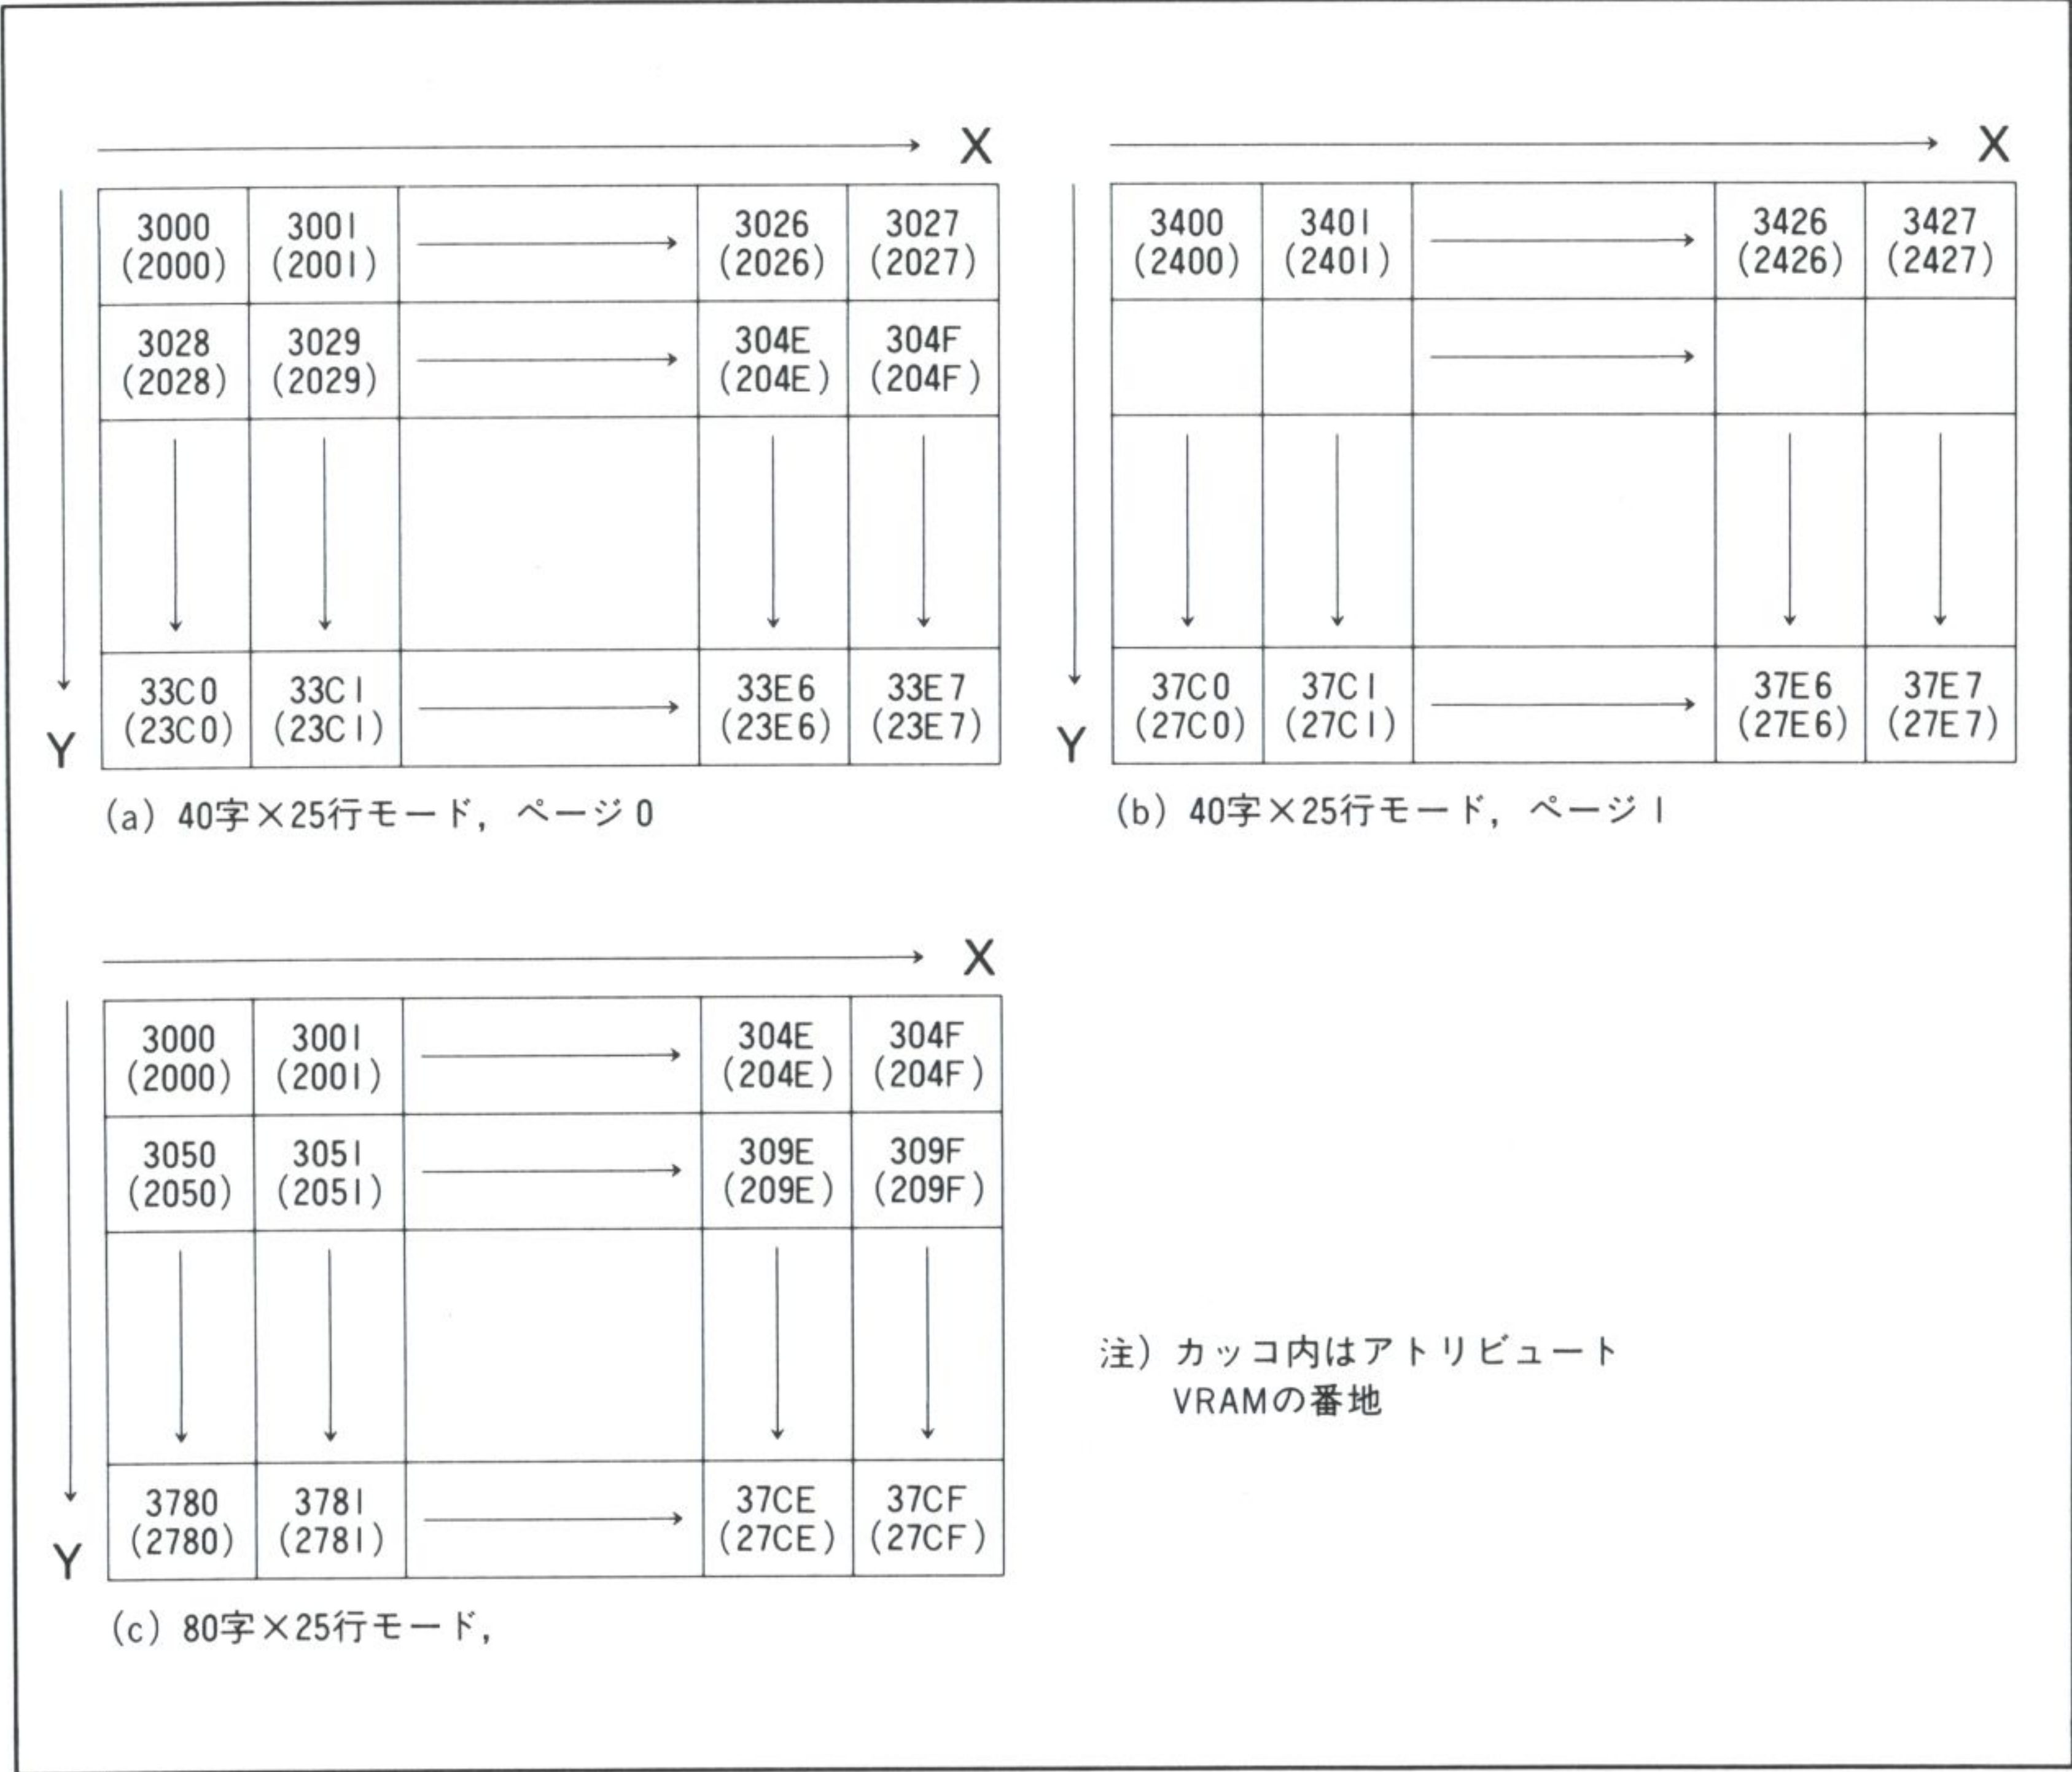 X
3000 3001 3026 3027
(2000) (2001) (2026) (2027)
3028 3029 304E 304F
(2028) (2029) (204E) (204F)
33C0 33C1 33E6 33E7
(23C0) (23C1) (23E6) (23E7)
Y
(a) 40字×25行モード, ページ0
X
3400 3401 3426 3427
(2400) (2401) (2426) (2427)
37C0 37C1 37E6 37E7
(27C0) (27C1) (27E6) (27E7)
Y
(b) 40字×25行モード, ページ1
X
3000 3001 304E 304F
(2000) (2001) (204E) (204F)
3050 3051 309E 309F
(2050) (2051) (209E) (209F)
3780 3781 37CE 37CF
(2780) (2781) (27CE) (27CF)
Y
(c) 80字×25行モード,
注) カッコ内はアトリビュート
VRAMの番地